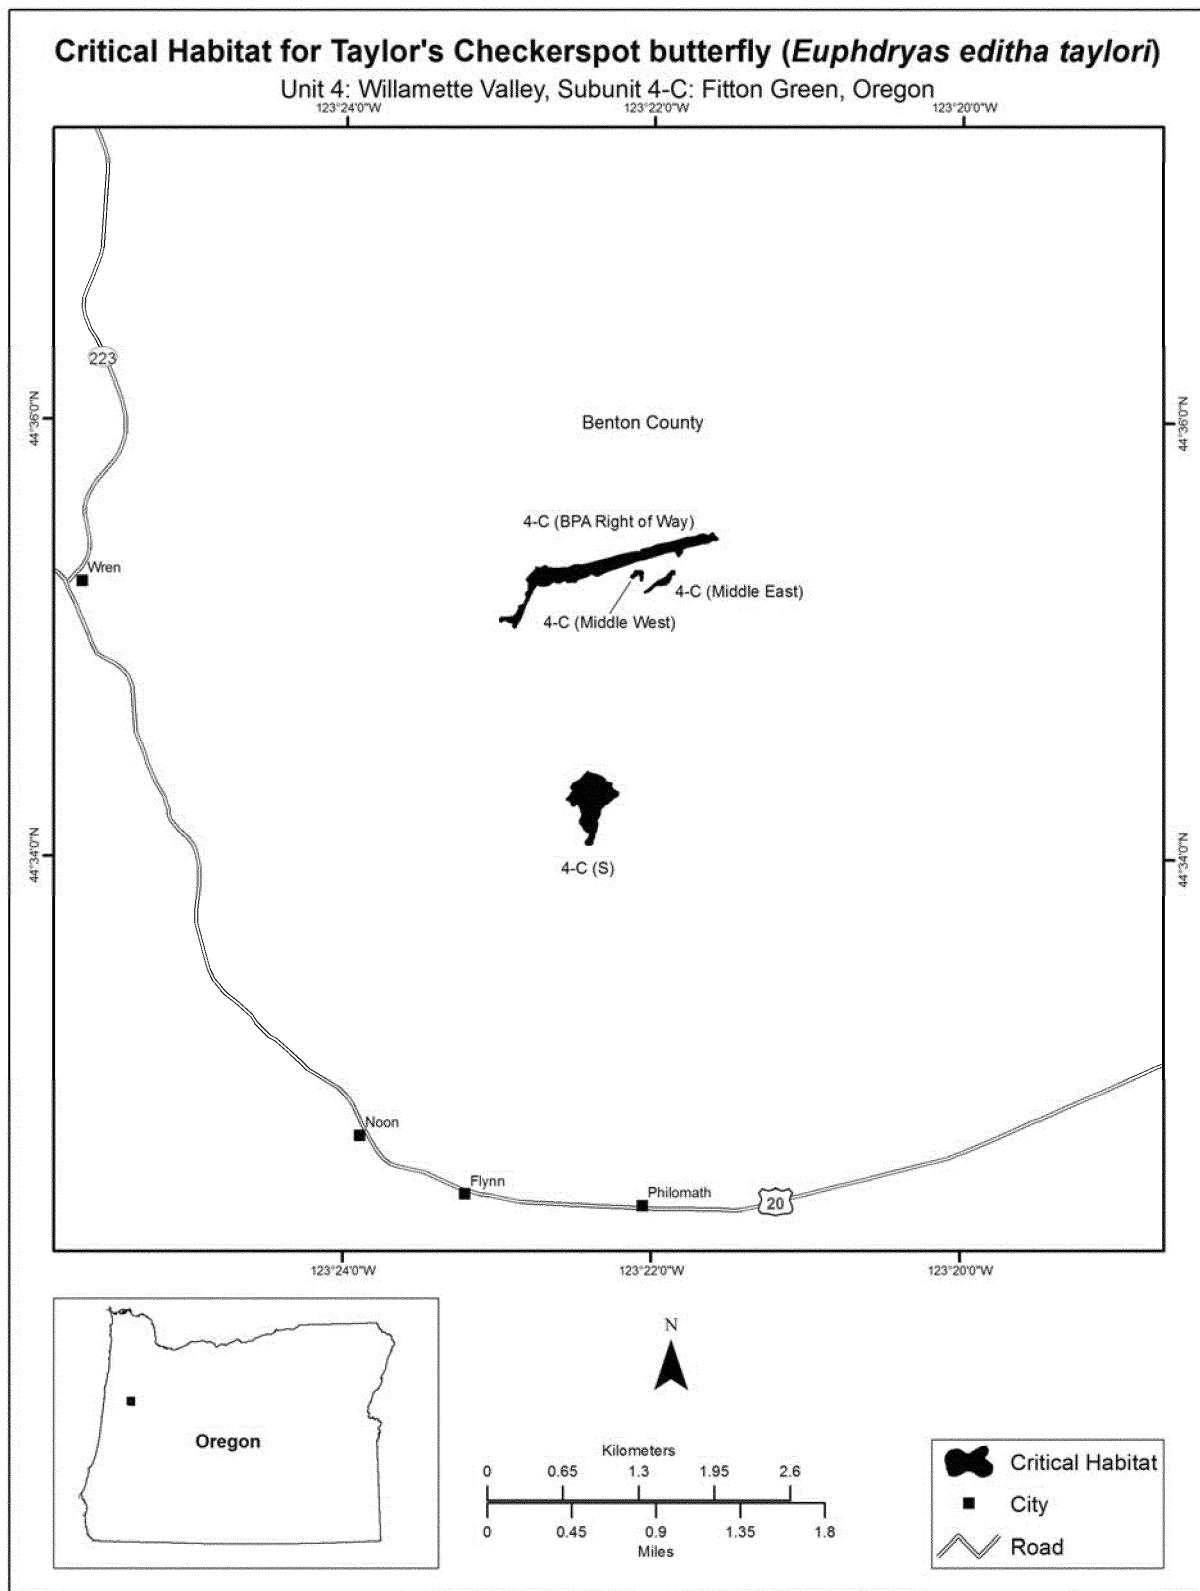 Critical Habitat for Taylor's Checkerspot butterfly (Euphdryas editha taylori)
Unit 4: Willamette Valley, Subunit 4-C: Fitton Green, Oregon
123°24'0"W 123°22'0"W 123°20'0"W
223
44°36'0"N
44°36'0"N
Benton County
4-C (BPA Right of Way)
Wren
4-C (Middle East)
4-C (Middle West)
44°34'0"N
44°34'0"N
4-C (S)
Noon
Flynn
Philomath
20
123°24'0"W 123°22'0"W 123°20'0"W
N
Oregon
Kilometers
0 0.65 1.3 1.95 2.6
0 0.45 0.9 1.35 1.8
Miles
Critical Habitat
City
Road